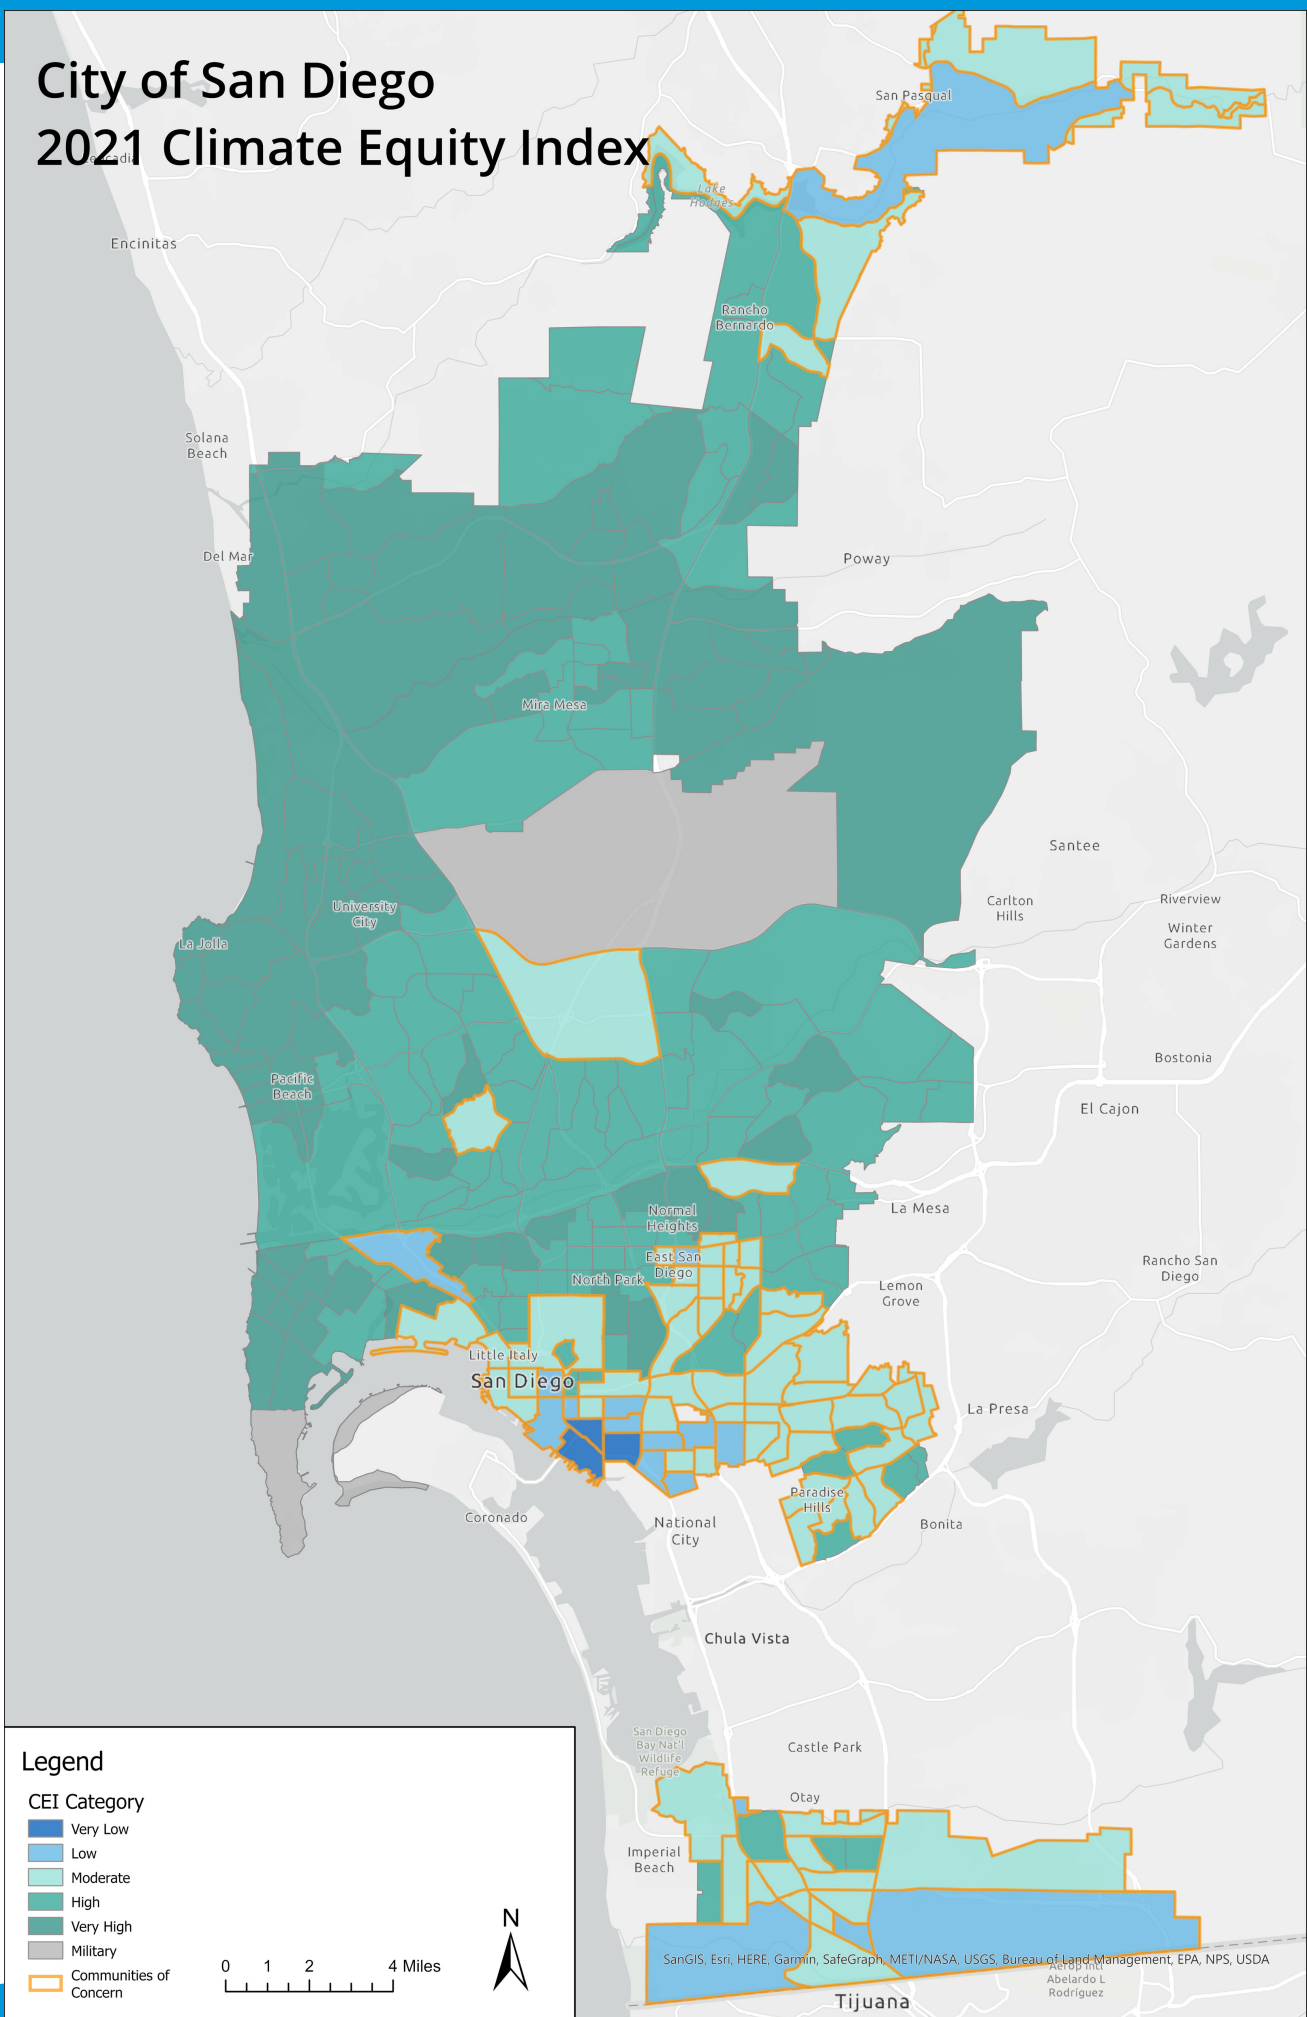 City of San Diego
2021 Climate Equity Index
San Pasqual
Lake
Hodges
Encinitas
Rancho
Bernardo
Solana
Beach
Del Mar
Poway
Mira Mesa
Santee
Carlton
Hills
Riverview
Winter
Gardens
University
City
La Jolla
Bostonia
Pacific
Beach
El Cajon
La Mesa
Normal
Heights
East San
Diego
North Park
Rancho San
Diego
Lemon
Grove
Little Italy
San Diego
La Presa
Paradise
Hills
Coronado
National
City
Bonita
Chula Vista
San Diego
Bay Nat'l
Wildlife
Refuge
Castle Park
Otay
Imperial
Beach
SanGIS, Esri, HERE, Garmin, SafeGraph, METI/NASA, USGS, Bureau of Land Management, EPA, NPS, USDA
Aerop Intl
Abelardo L
Rodríguez
Tijuana
Legend
CEI Category
Very Low
Low
Moderate
High
Very High
Military
Communities of
Concern
0 1 2 4 Miles
N